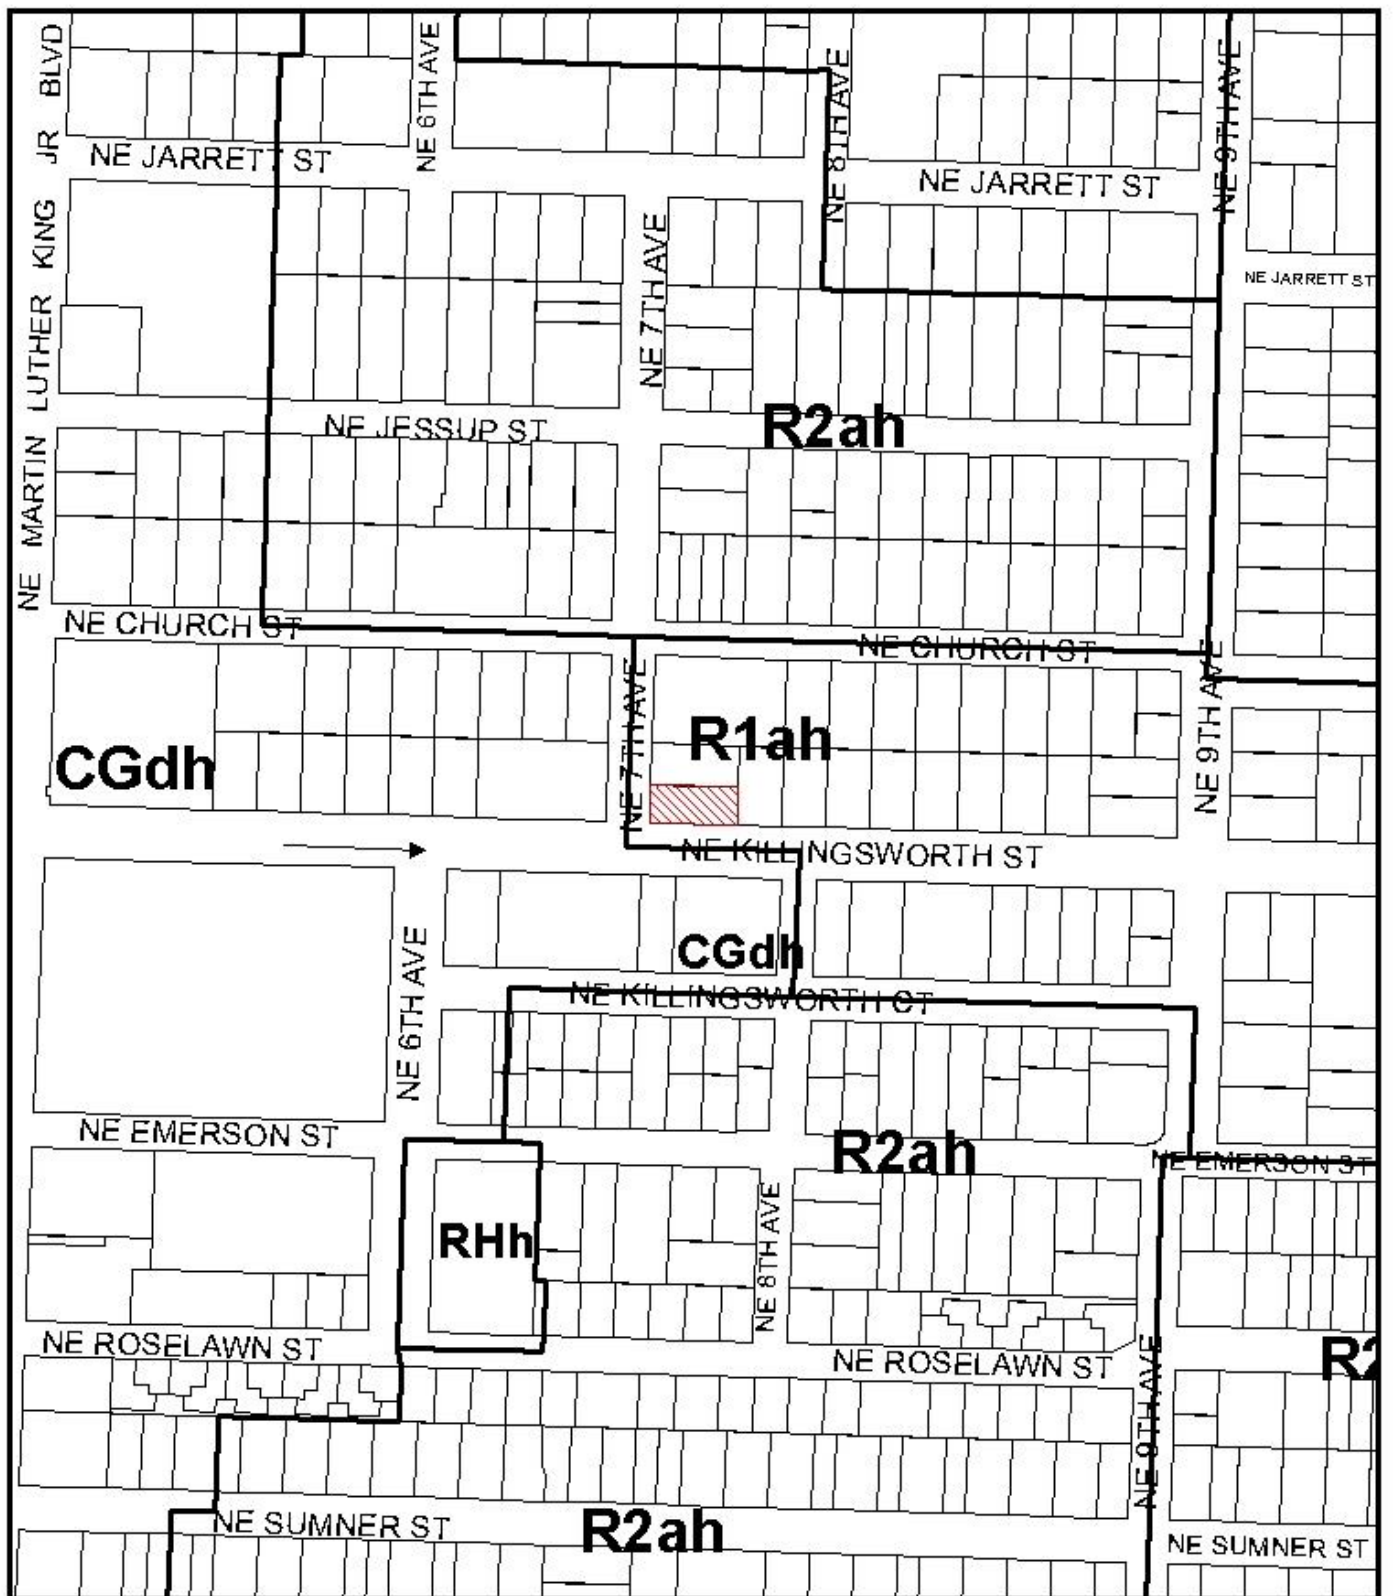 NE MARTIN LUTHER KING JR BLVD
NE 6TH AVE
NE 8TH AVE
NE 9TH AVE
NE JARRETT ST
NE JARRETT ST
NE JARRETT ST
NE 7TH AVE
R2ah
NE JESSUP ST
NE CHURCH ST
NE CHURCH ST
NE 7TH AVE
R1ah
NE 9TH AVE
CGdh
NE KILLINGSWORTH ST
CGdh
NE 6TH AVE
NE KILLINGSWORTH CT
NE EMERSON ST
R2ah
NE EMERSON ST
RHh
NE 8TH AVE
NE ROSELAWN ST
NE ROSELAWN ST
R2
NE 9TH AVE
NE SUMNER ST
R2ah
NE SUMNER ST